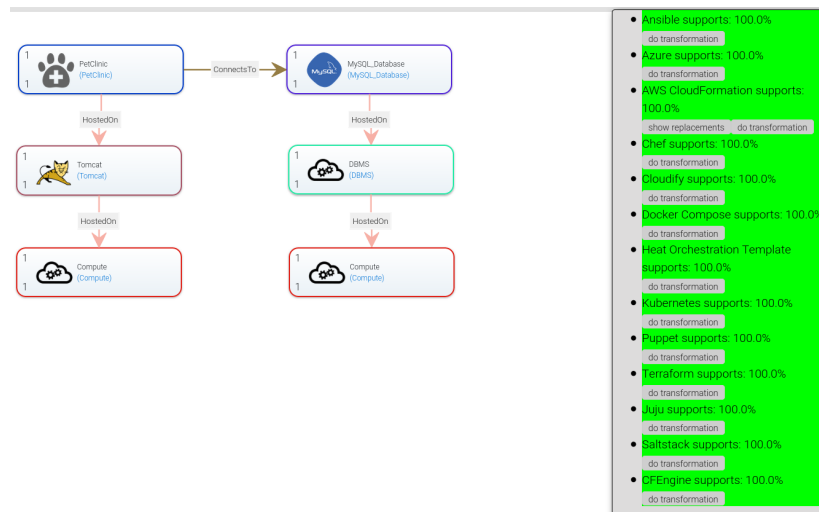 1
PetClinic
(PetClinic)
1
ConnectsTo
1
MySQL
MySQL_Database
(MySQL_Database)
1
HostedOn
HostedOn
1
Tomcat
(Tomcat)
1
1
DBMS
(DBMS)
1
HostedOn
HostedOn
1
Compute
(Compute)
1
1
Compute
(Compute)
1
Ansible supports: 100.0%
do transformation
Azure supports: 100.0%
do transformation
AWS CloudFormation supports:
100.0%
show replacements do transformation
Chef supports: 100.0%
do transformation
Cloudify supports: 100.0%
do transformation
Docker Compose supports: 100.0%
do transformation
Heat Orchestration Template
supports: 100.0%
do transformation
Kubernetes supports: 100.0%
do transformation
Puppet supports: 100.0%
do transformation
Terraform supports: 100.0%
do transformation
Juju supports: 100.0%
do transformation
Saltstack supports: 100.0%
do transformation
CFEngine supports: 100.0%
do transformation